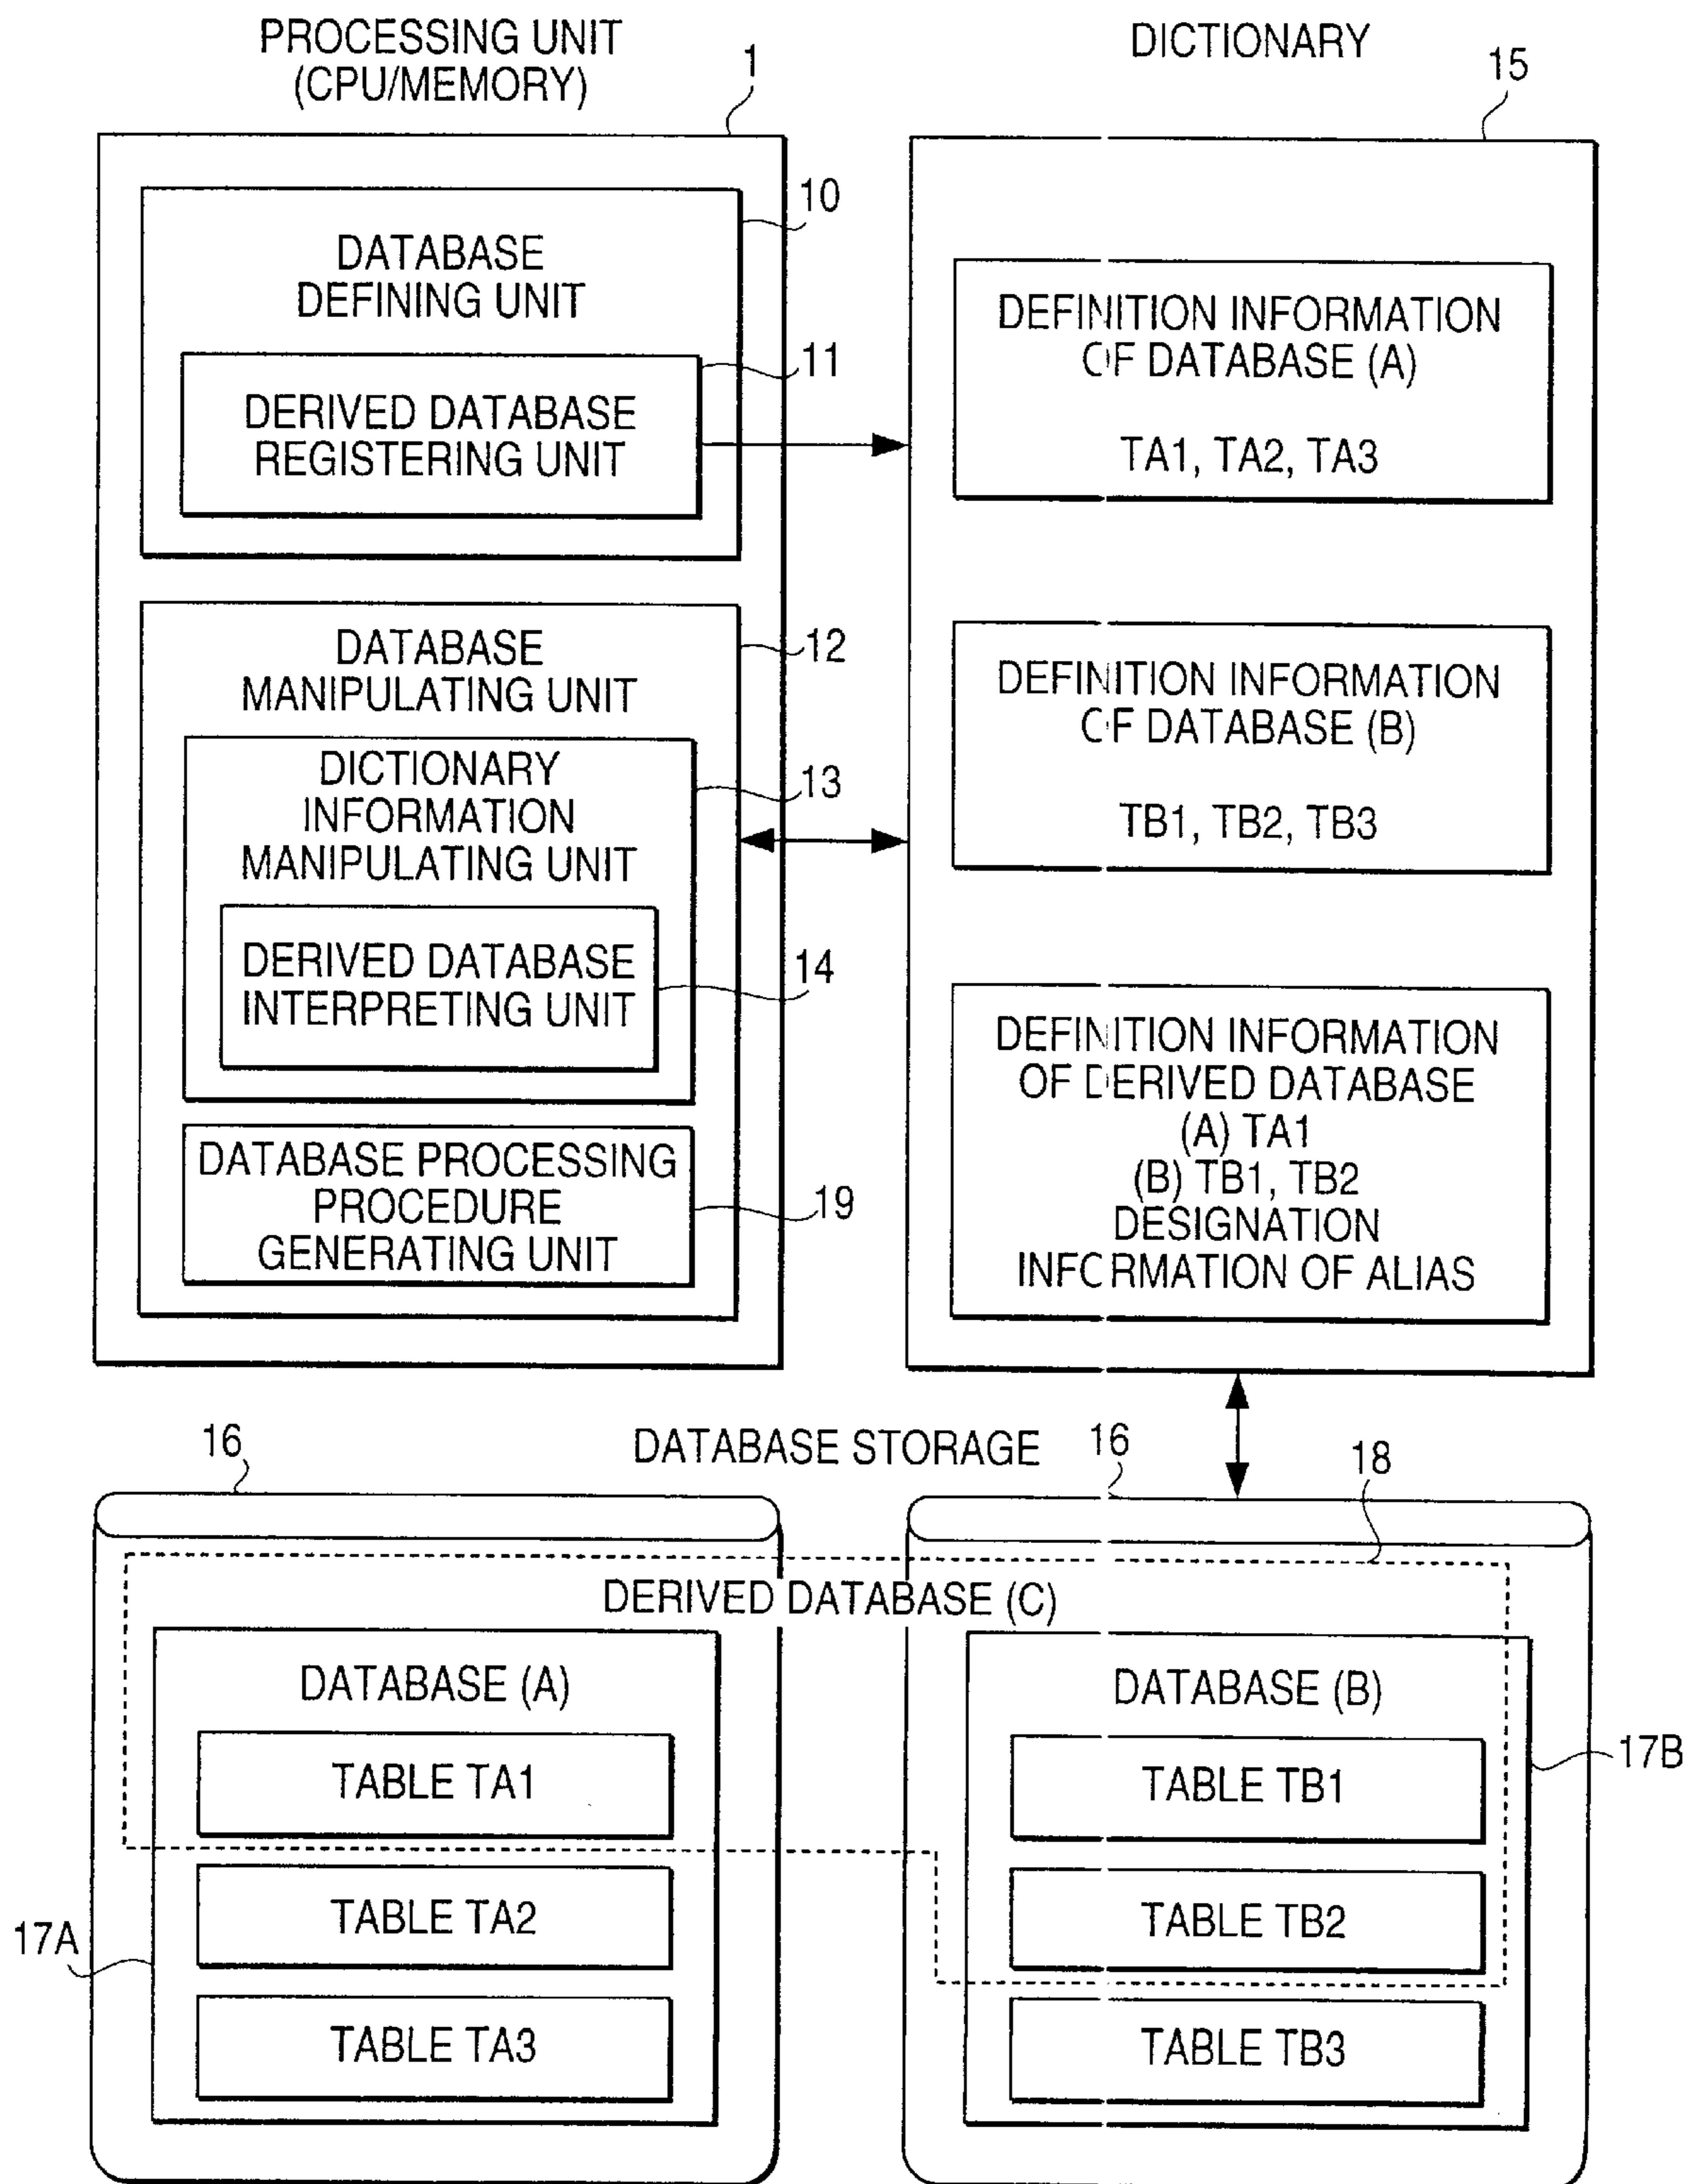 PROCESSING UNIT
(CPU/MEMORY)
1
10
DATABASE
DEFINING UNIT
11
DERIVED DATABASE
REGISTERING UNIT
12
DATABASE
MANIPULATING UNIT
13
DICTIONARY
INFORMATION
MANIPULATING UNIT
14
DERIVED DATABASE
INTERPRETING UNIT
DATABASE PROCESSING
PROCEDURE
GENERATING UNIT
19
DICTIONARY
15
DEFINITION INFORMATION
OF DATABASE (A)
TA1, TA2, TA3
DEFINITION INFORMATION
OF DATABASE (B)
TB1, TB2, TB3
DEFINITION INFORMATION
OF DERIVED DATABASE
(A) TA1
(B) TB1, TB2
DESIGNATION
INFORMATION OF ALIAS
16
DATABASE STORAGE
16
18
DERIVED DATABASE (C)
DATABASE (A)
TABLE TA1
TABLE TA2
TABLE TA3
17A
DATABASE (B)
TABLE TB1
TABLE TB2
TABLE TB3
17B